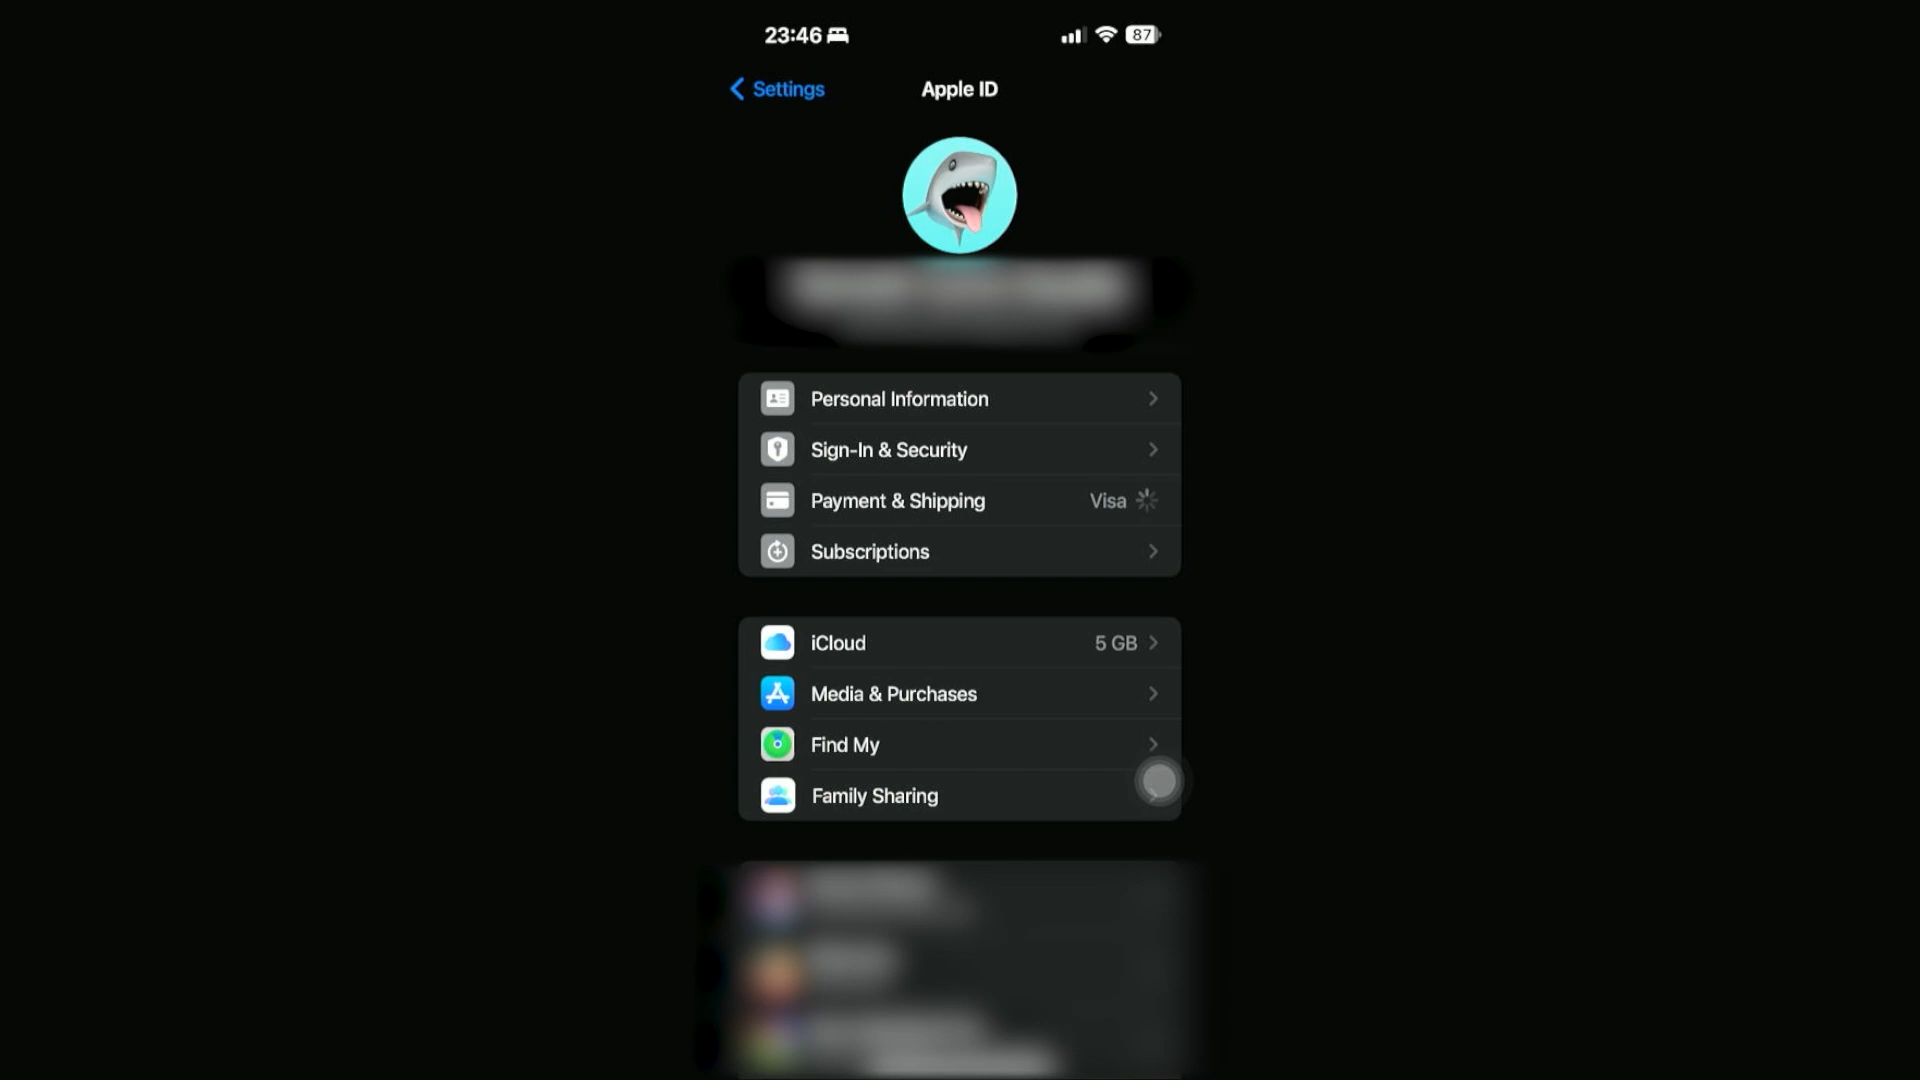 23:46
87
Settings
Apple ID
Personal Information
Sign-In & Security
Payment & Shipping Visa
Subscriptions
iCloud 5 GB
Media & Purchases
Find My
Family Sharing